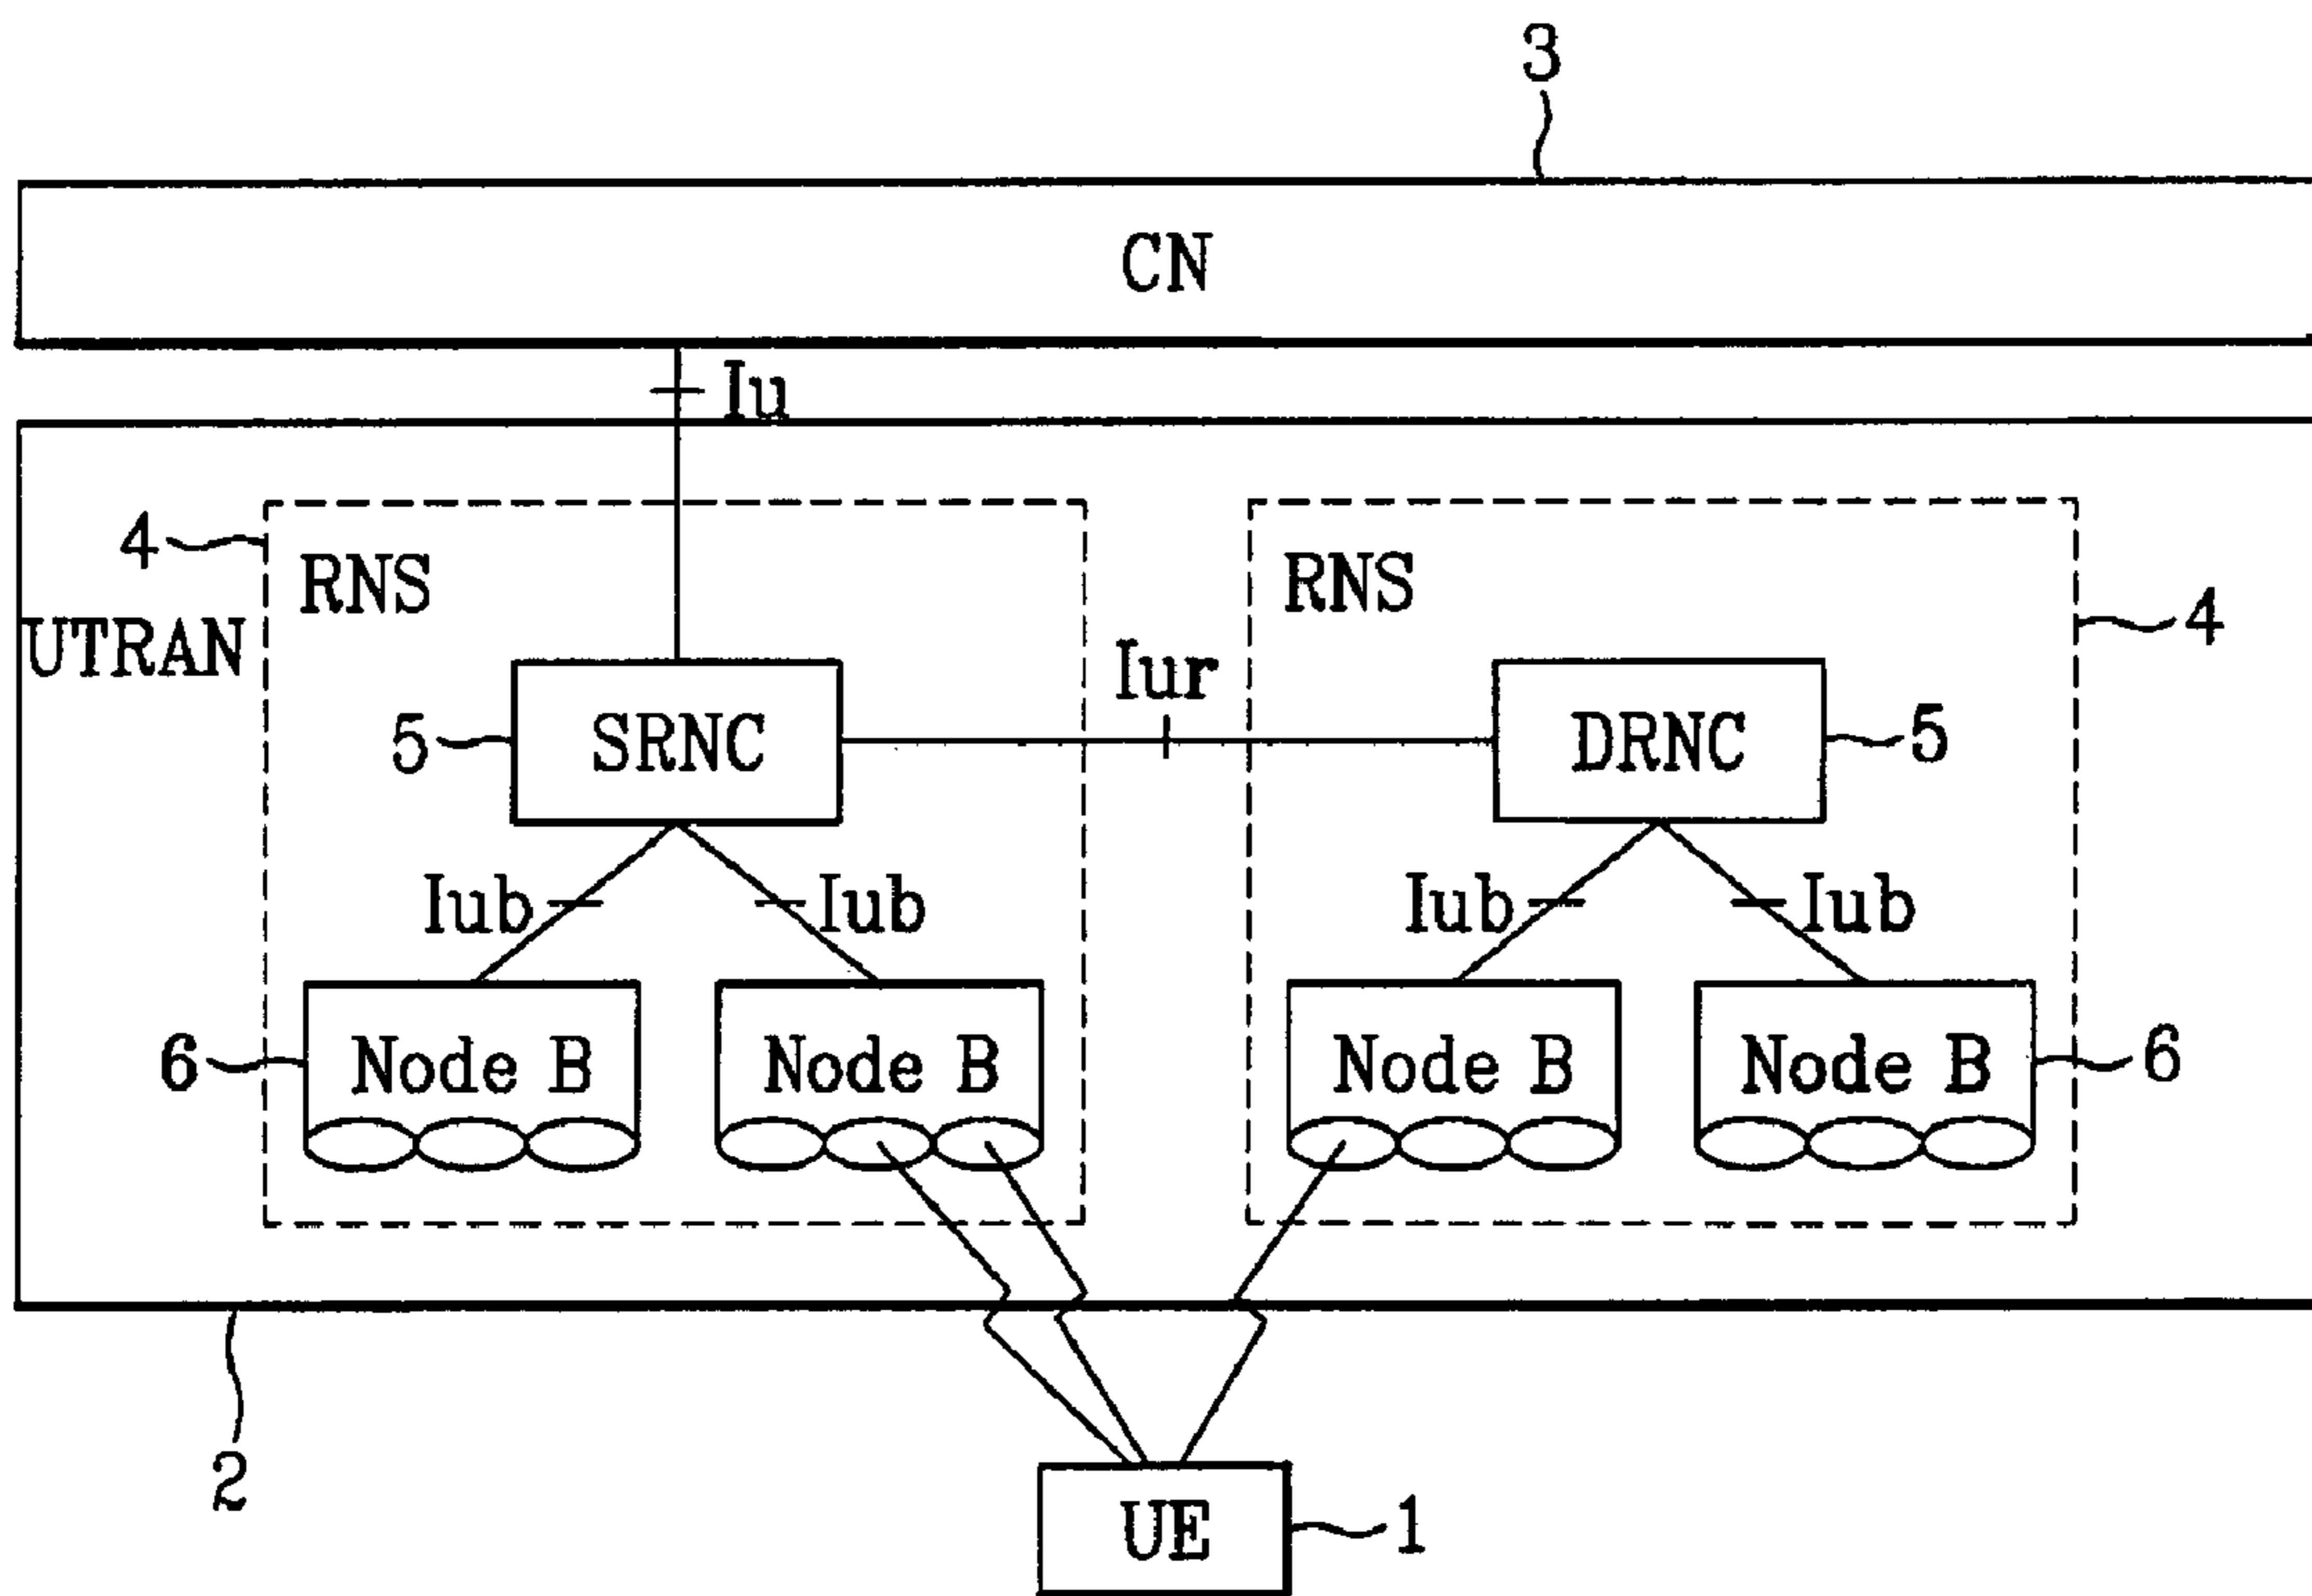 3
CN
Iu
4
RNS
RNS
UTRAN
4
Iur
5
SRNC
DRNC
5
Iub
Iub
Iub
Iub
6
Node B
Node B
Node B
Node B
6
2
UE
1